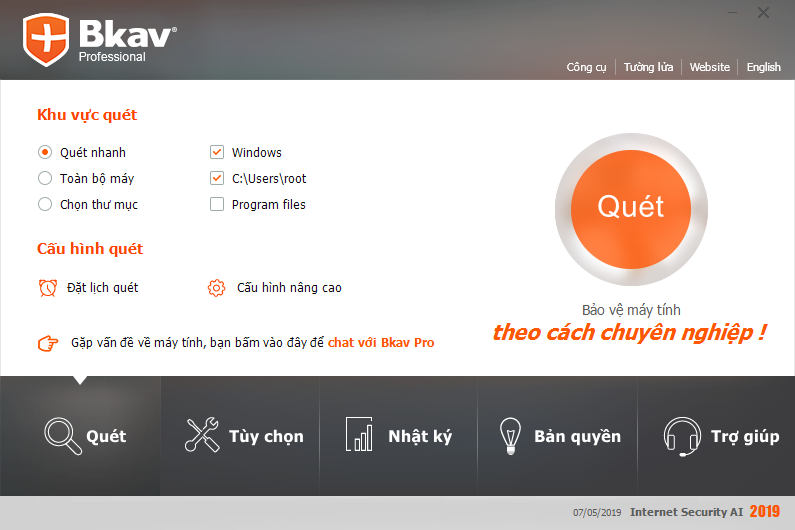 Bkav®
Professional
Công cụ
Tường lửa
Website
English
Khu vực quét
Quét nhanh
Windows
Toàn bộ máy
C:\Users\root
Chọn thư mục
Program files
Quét
Cấu hình quét
Đặt lịch quét
Cấu hình nâng cao
Bảo vệ máy tính
theo cách chuyên nghiệp !
Gặp vấn đề về máy tính, bạn bấm vào đây để chat với Bkav Pro
Quét
Tùy chọn
Nhật ký
Bản quyền
Trợ giúp
07/05/2019 Internet Security AI 2019